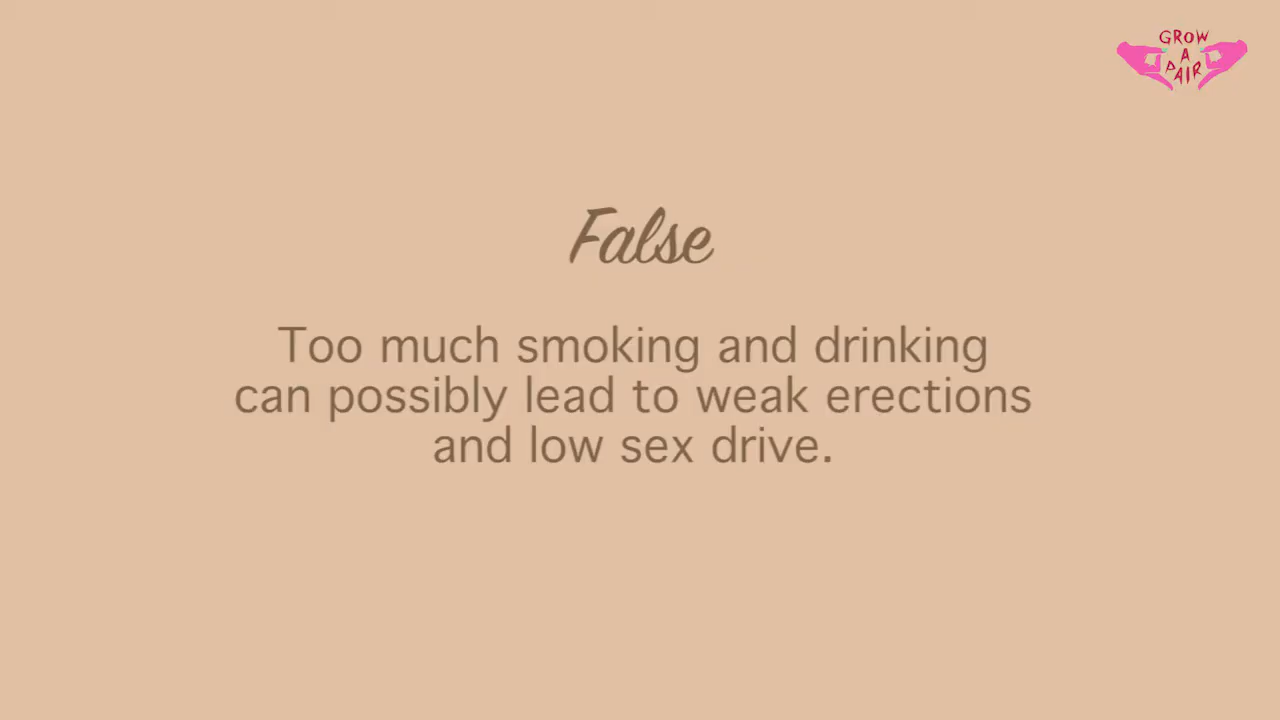 GROW
A
PAIR
False
Too much smoking and drinking
can possibly lead to weak erections
and low sex drive.